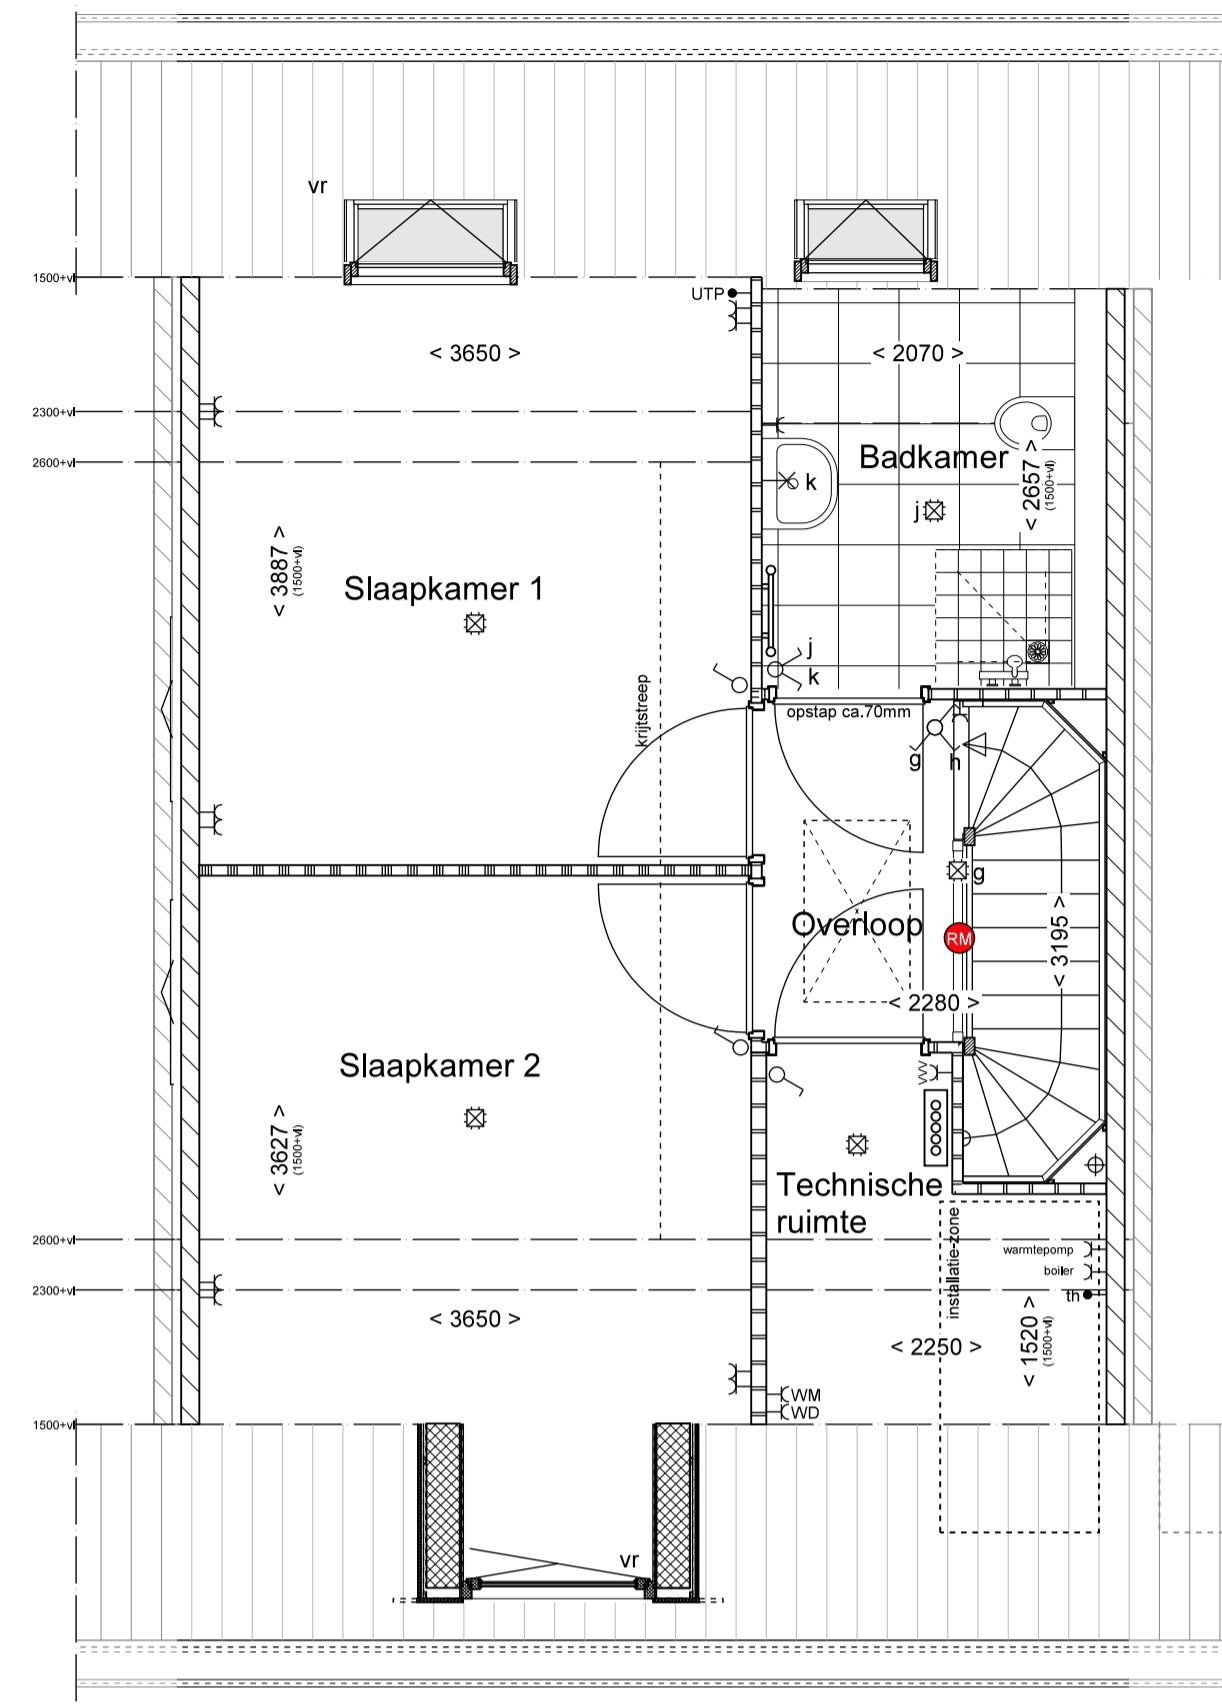 vr
1500+vl
UTP
< 3650 >
< 2070 >
2300+vl
2600+vl
Badkamer
k
j
< 2657 >
(1500+vl)
< 3887 >
(1500+vl)
Slaapkamer 1
j
k
krijtstreep
opstap ca.70mm
g
h
g
Overloop
RM
< 3195 >
< 2280 >
Slaapkamer 2
< 3627 >
(1500+vl)
Technische
ruimte
2600+vl
installatie-zone
warmtepomp
boiler
2300+vl
th
< 3650 >
< 2250 >
< 1520 >
(1500+vl)
WM
WD
1500+vl
vr